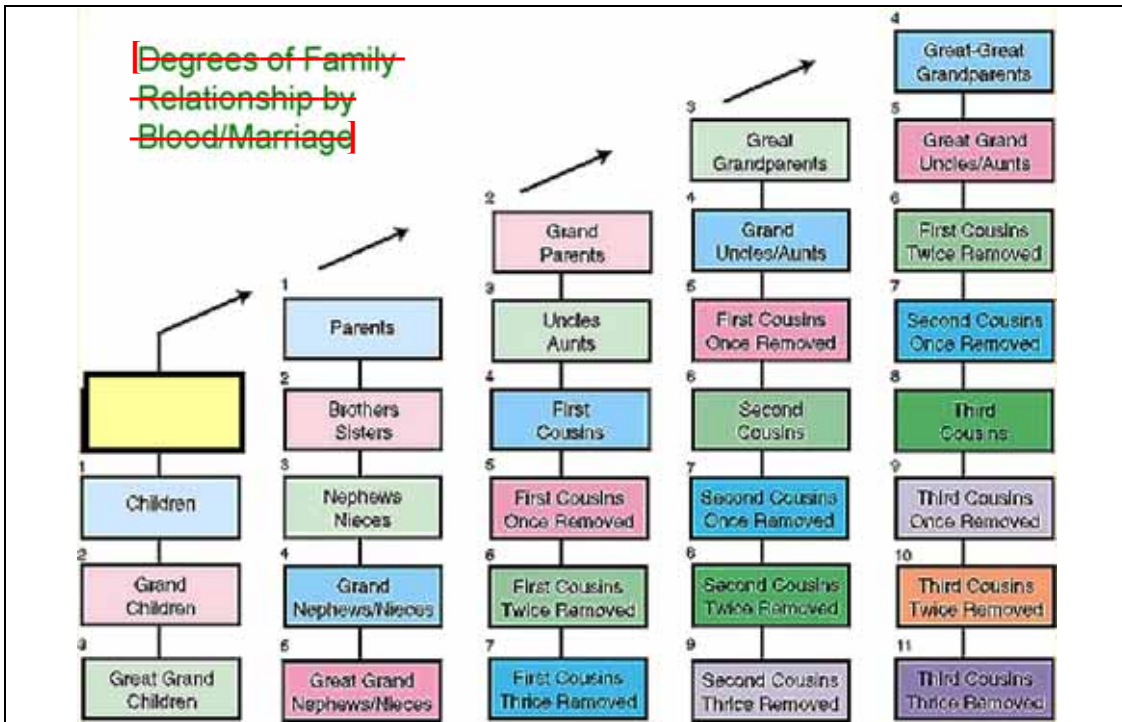 [Degrees of Family
Relationship by
Blood/Marriage]
1
Children
2
Grand
Children
3
Great Grand
Children
1
Parents
2
Brothers
Sisters
3
Nephews
Nieces
4
Grand
Nephews/Nieces
5
Great Grand
Nephews/Nieces
2
Grand
Parents
3
Uncles
Aunts
4
First
Cousins
5
First Cousins
Once Removed
6
First Cousins
Twice Removed
7
First Cousins
Thrice Removed
3
Great
Grandparents
4
Grand
Uncles/Aunts
5
First Cousins
Once Removed
6
Second
Cousins
7
Second Cousins
Once Removed
8
Second Cousins
Twice Removed
9
Second Cousins
Thrice Removed
4
Great-Great
Grandparents
5
Great Grand
Uncles/Aunts
6
First Cousins
Twice Removed
7
Second Cousins
Once Removed
8
Third
Cousins
9
Third Cousins
Once Removed
10
Third Cousins
Twice Removed
11
Third Cousins
Thrice Removed